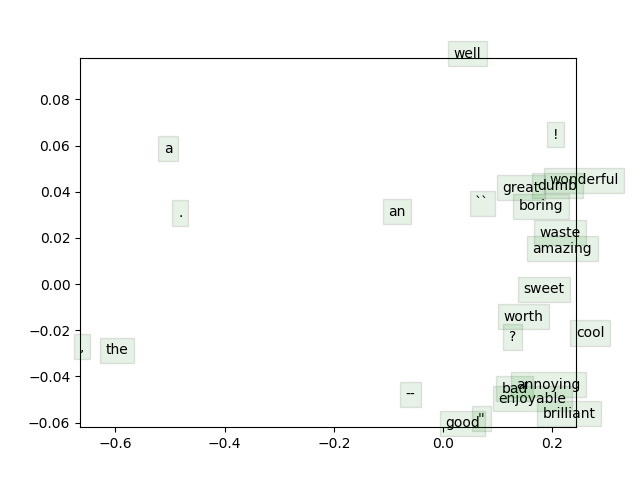 well
0.08
!
0.06
a
wonderful
great dumb
0.04
`` boring
. an
0.02
waste
amazing
0.00
sweet
worth
−0.02
? cool
, the
−0.04
bad annoying
-- enjoyable
brilliant
−0.06
good "
−0.6 −0.4 −0.2 0.0 0.2